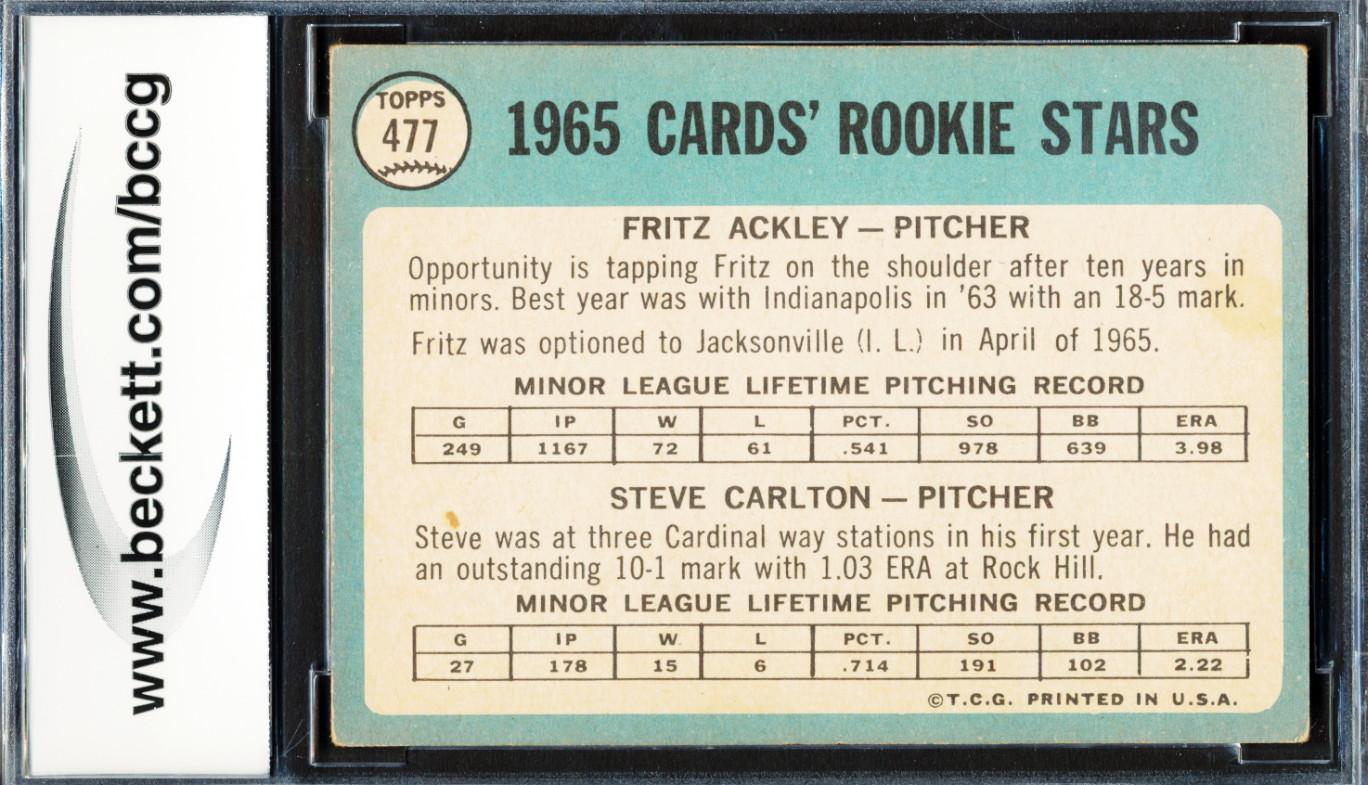 www.beckett.com/bccg
TOPPS
477
1965 CARDS' ROOKIE STARS
FRITZ ACKLEY — PITCHER
Opportunity is tapping Fritz on the shoulder after ten years in
minors. Best year was with Indianapolis in '63 with an 18-5 mark.
Fritz was optioned to Jacksonville (I. L.) in April of 1965.
MINOR LEAGUE LIFETIME PITCHING RECORD
G IP W L PCT. SO BB ERA
249 1167 72 61 .541 978 639 3.98
STEVE CARLTON — PITCHER
Steve was at three Cardinal way stations in his first year. He had
an outstanding 10-1 mark with 1.03 ERA at Rock Hill.
MINOR LEAGUE LIFETIME PITCHING RECORD
G IP W. L PCT. SO BB ERA
27 178 15 6 .714 191 102 2.22
©T.C.G. PRINTED IN U.S.A.